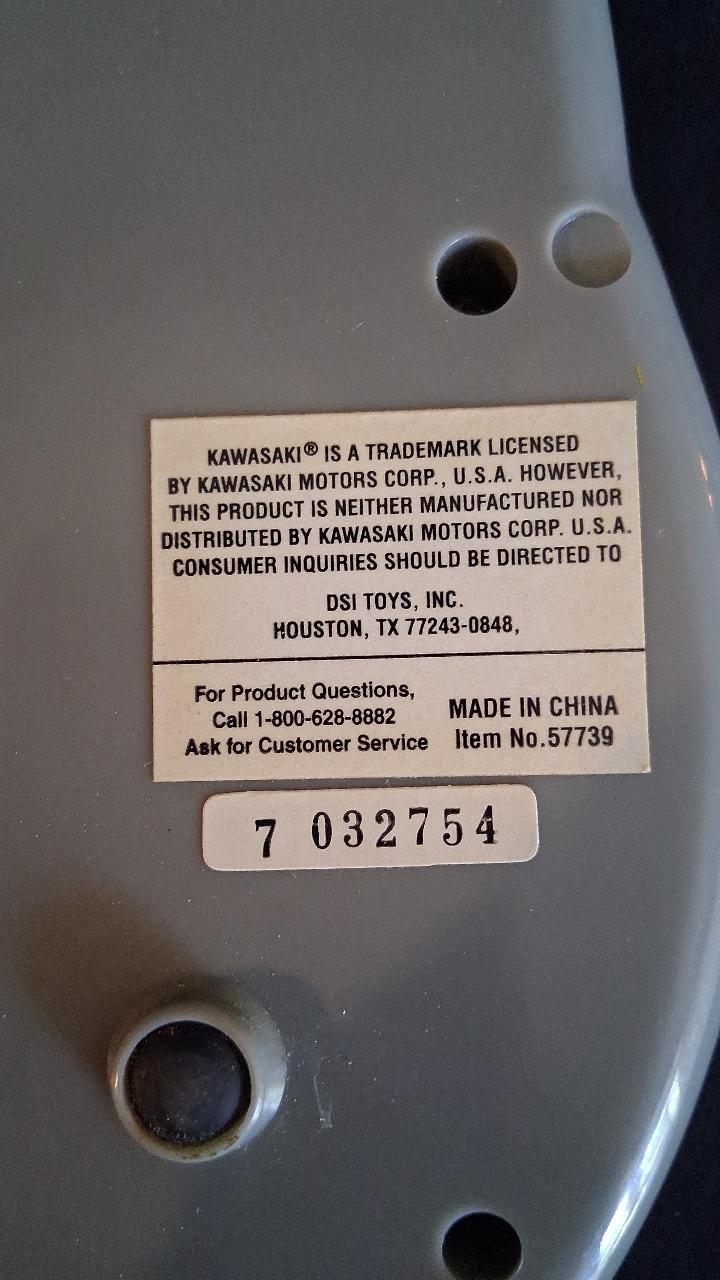 KAWASAKI® IS A TRADEMARK LICENSED
BY KAWASAKI MOTORS CORP., U.S.A. HOWEVER,
THIS PRODUCT IS NEITHER MANUFACTURED NOR
DISTRIBUTED BY KAWASAKI MOTORS CORP. U.S.A.
CONSUMER INQUIRIES SHOULD BE DIRECTED TO
DSI TOYS, INC.
HOUSTON, TX 77243-0848,
For Product Questions,
Call 1-800-628-8882
Ask for Customer Service
MADE IN CHINA
Item No.57739
7 032754